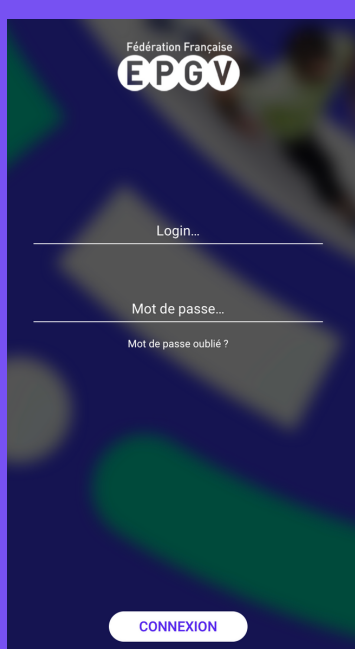 Fédération Française
EPGV
Login...
Mot de passe...
Mot de passe oublié ?
CONNEXION